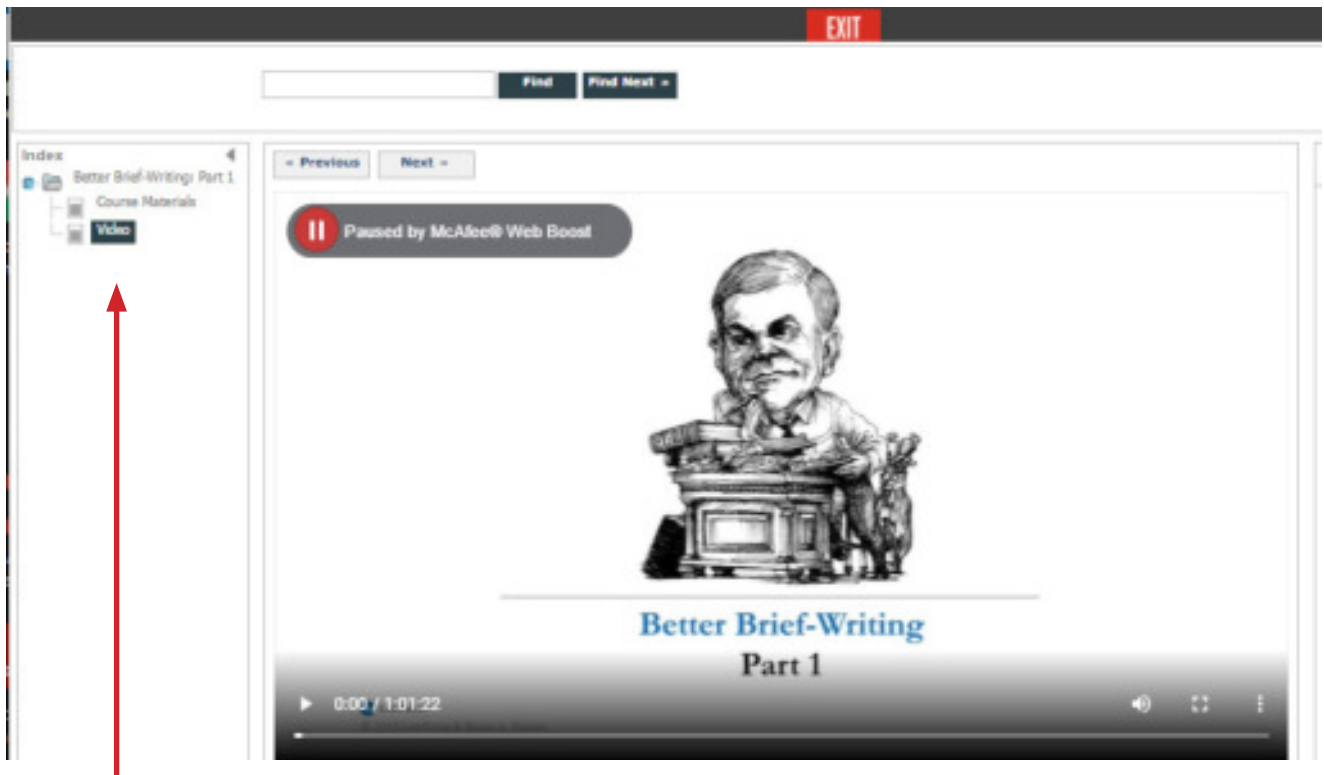 EXIT
Find
Find Next »
Index
Better Brief-Writing: Part 1
Course Materials
Video
« Previous
Next »
Paused by McAfee® Web Boost
Better Brief-Writing
Part 1
0:00 / 1:01:22